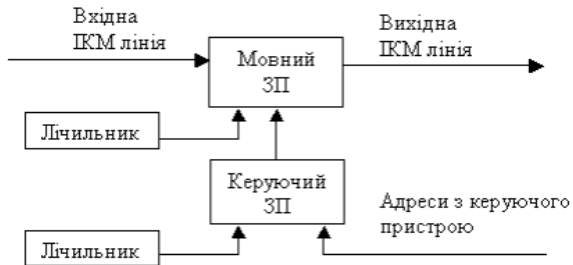 Вхідна
ІКМ лінія
Мовний
ЗП
Вихідна
ІКМ лінія
Лічильник
Керуючий
ЗП
Адреси з керуючого
пристрою
Лічильник